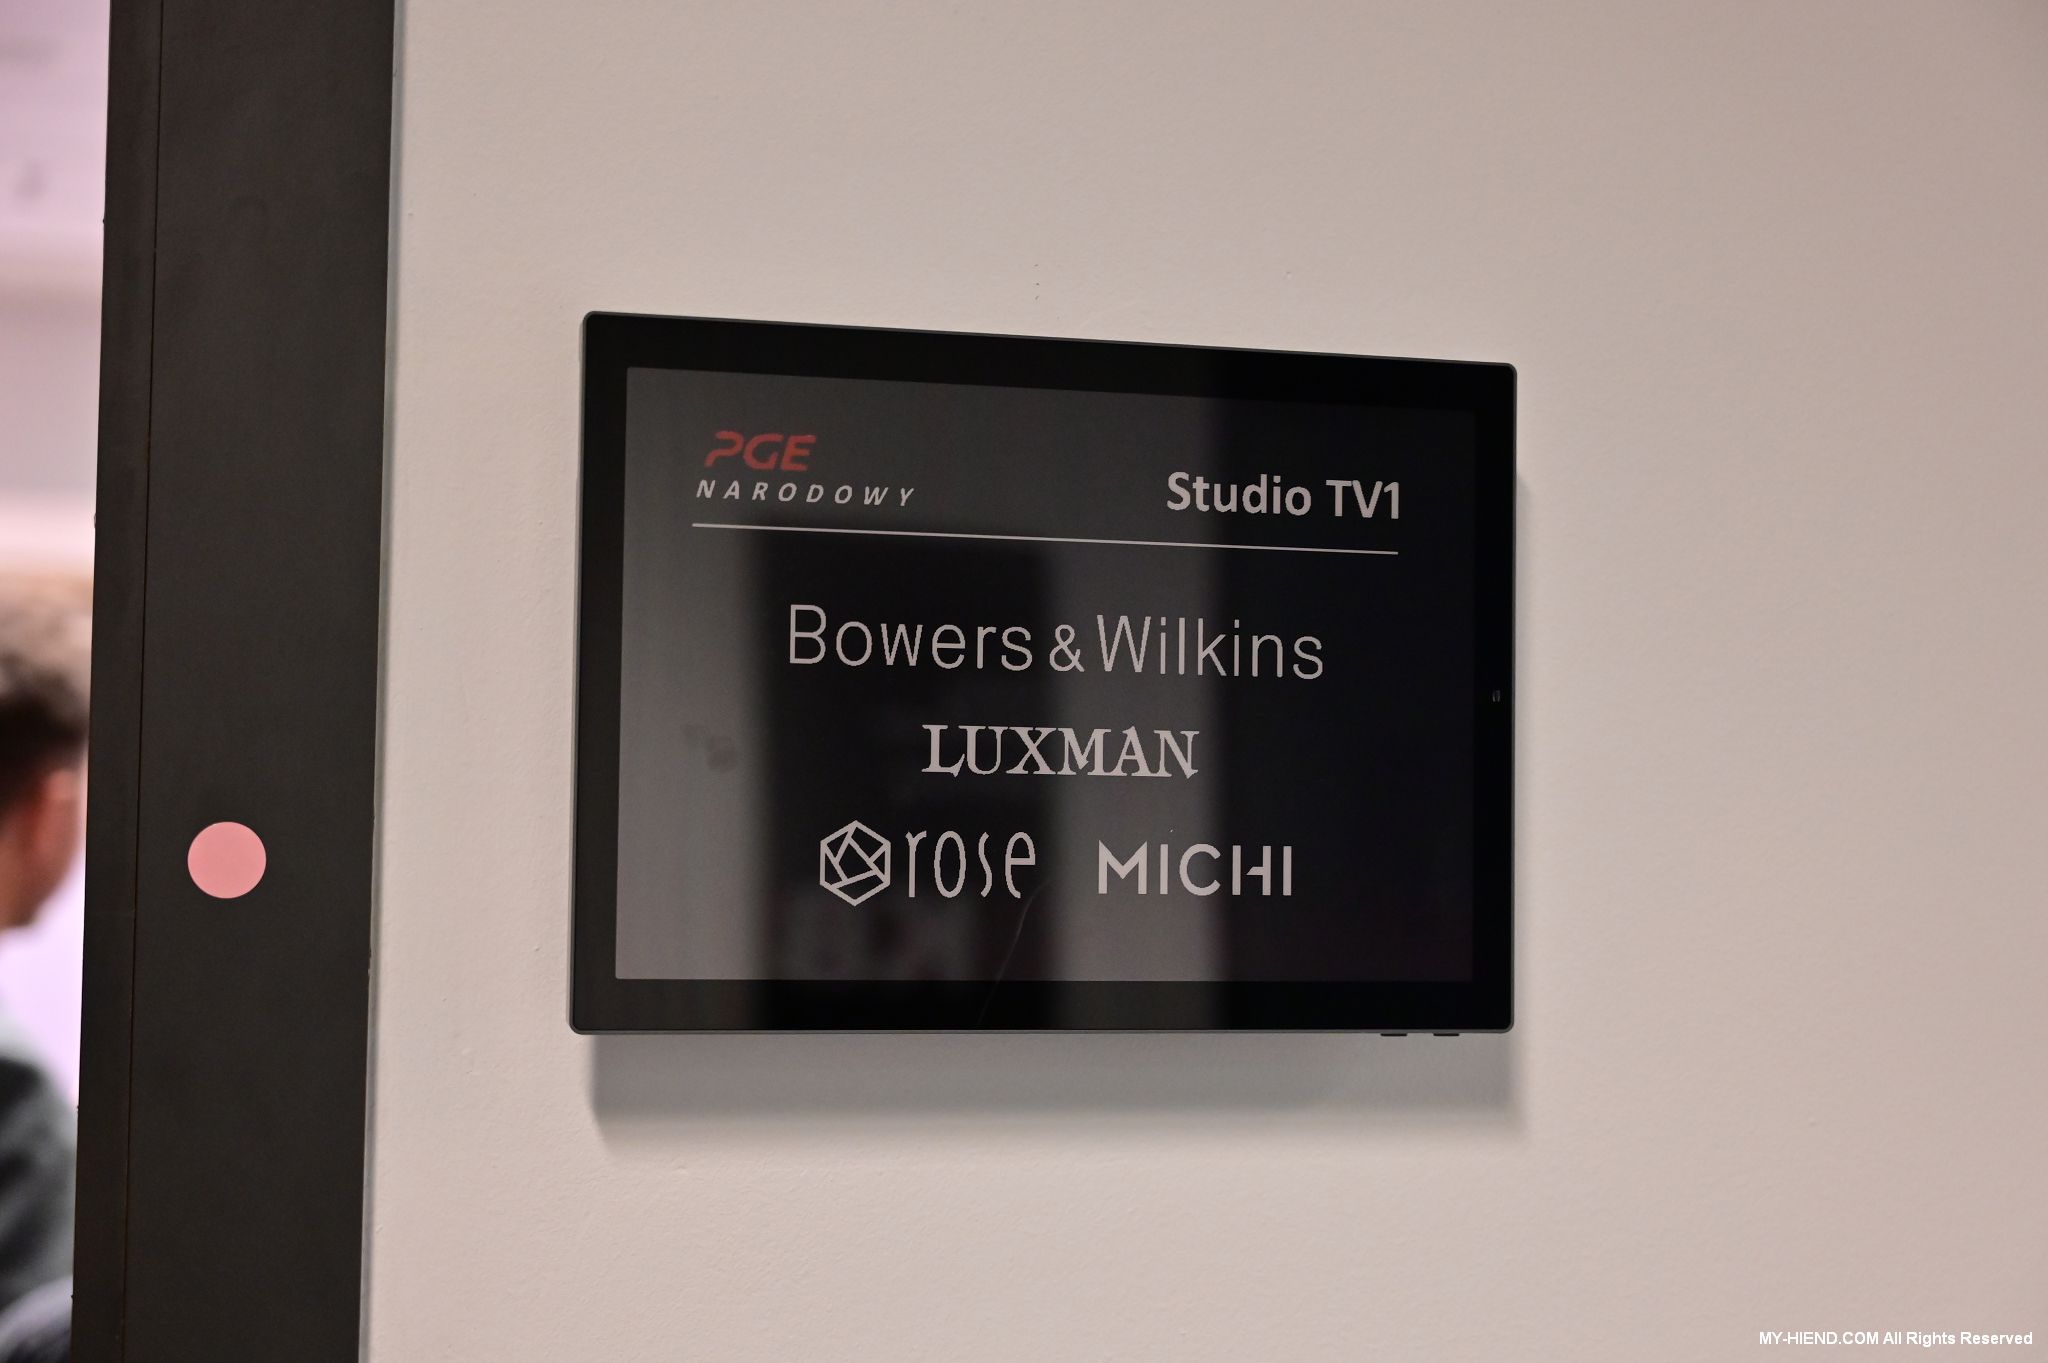 PGE
NARODOWY
Studio TV1
Bowers & Wilkins
LUXMAN
rose MICHI
MY-HIEND.COM All Rights Reserved